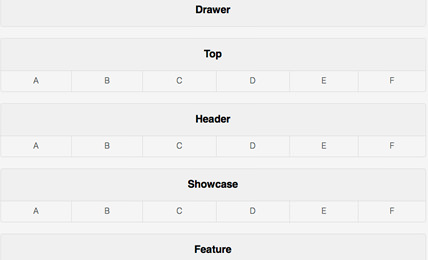 Drawer
Top
A B C D E F
Header
A B C D E F
Showcase
A B C D E F
Feature